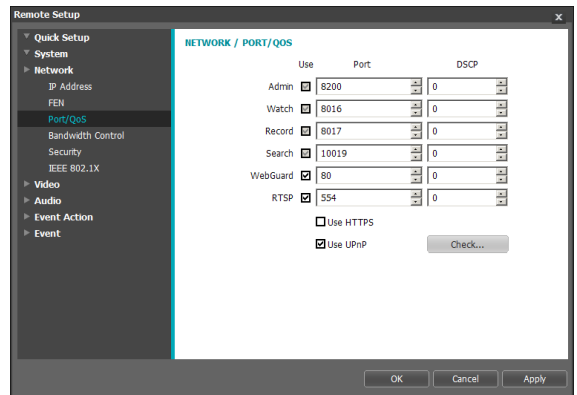 Remote Setup
x
Quick Setup
System
Network
IP Address
FEN
Port/QoS
Bandwidth Control
Security
IEEE 802.1X
Video
Audio
Event Action
Event
NETWORK / PORT/QOS
Use Port DSCP
Admin 8200 0
Watch 8016 0
Record 8017 0
Search 10019 0
WebGuard 80 0
RTSP 554 0
Use HTTPS
Use UPnP Check...
OK Cancel Apply